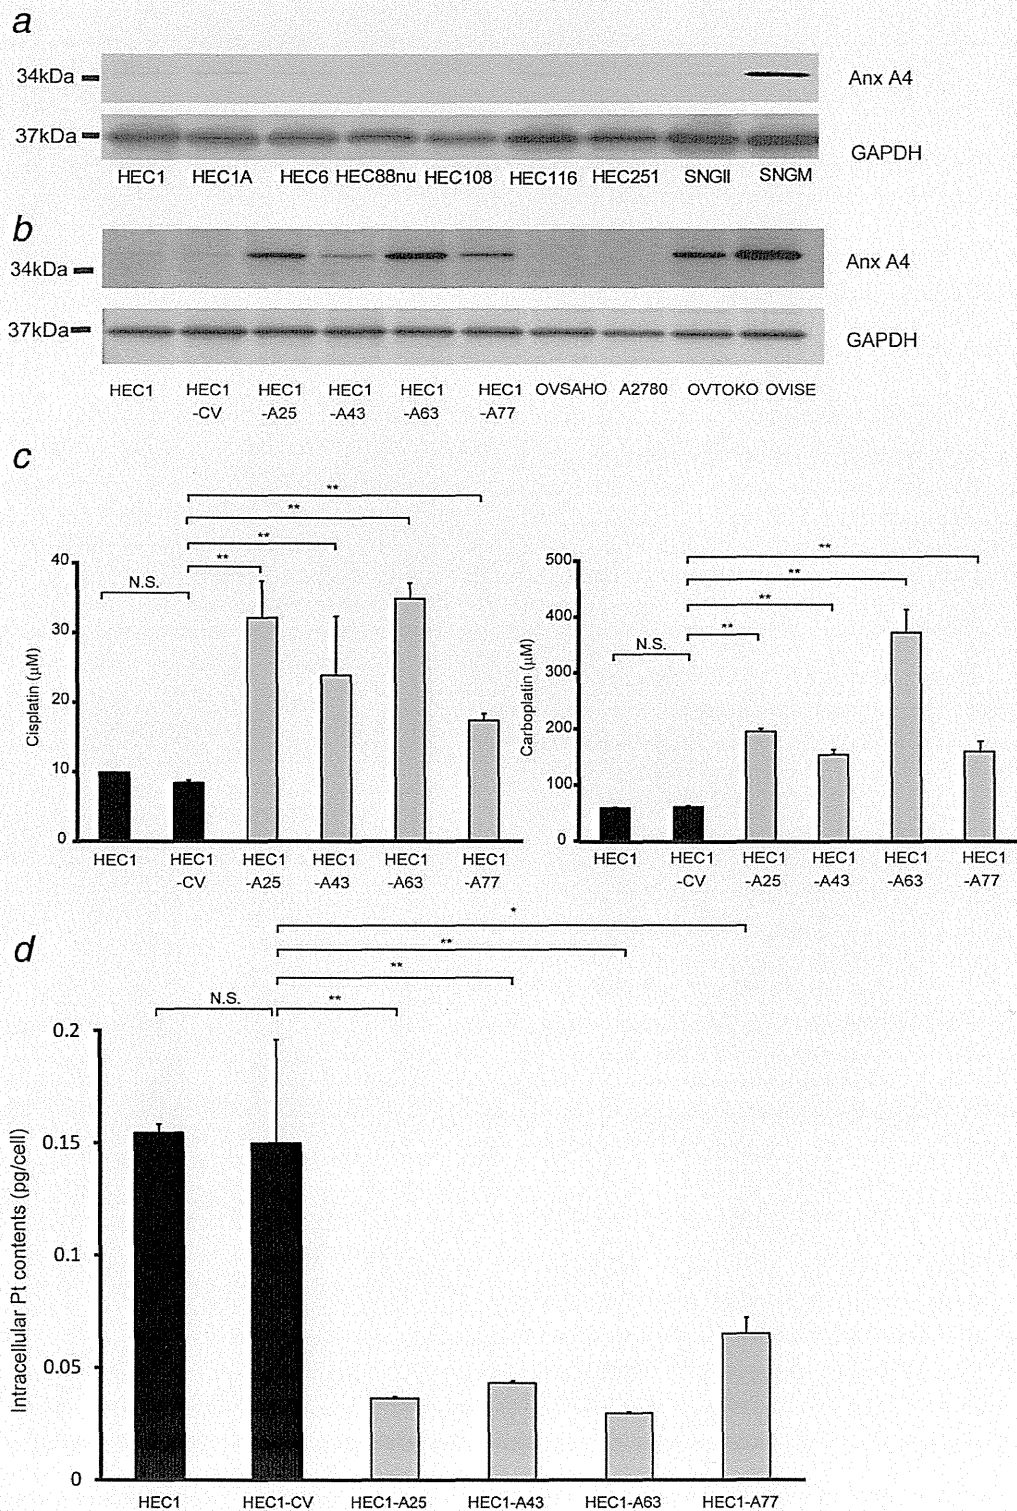 a
34kDa
Anx A4
37kDa
GAPDH
HEC1 HEC1A HEC6 HEC88nu HEC108 HEC116 HEC251 SNGII SNGM
b
34kDa
Anx A4
37kDa
GAPDH
HEC1 HEC1 HEC1 HEC1 HEC1 HEC1 OVSAHO A2780 OVTOKO OVISE
-CV -A25 -A43 -A63 -A77
c
**
**
**
**
N.S.
40
30
20
10
0
Cisplatin (μM)
HEC1 HEC1 HEC1 HEC1 HEC1 HEC1
-CV -A25 -A43 -A63 -A77
**
**
**
**
N.S.
500
400
300
200
100
0
Carboplatin (μM)
HEC1 HEC1 HEC1 HEC1 HEC1 HEC1
-CV -A25 -A43 -A63 -A77
d
*
**
**
N.S. **
0.2
0.15
0.1
0.05
0
Intracellular Pt contents (pg/cell)
HEC1 HEC1-CV HEC1-A25 HEC1-A43 HEC1-A63 HEC1-A77